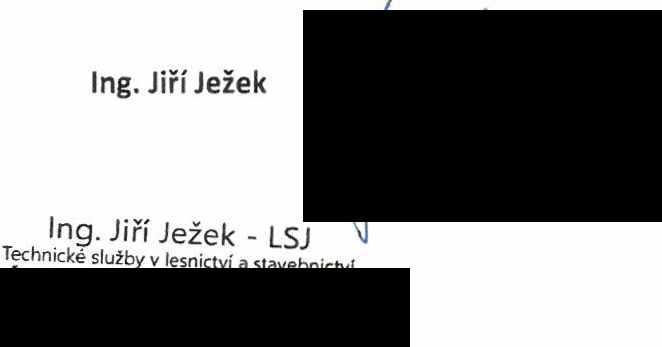 Ing. Jiří Ježek
Ing. Jiří Ježek - LSJ
Technické služby v lesnictví a stavebnictví